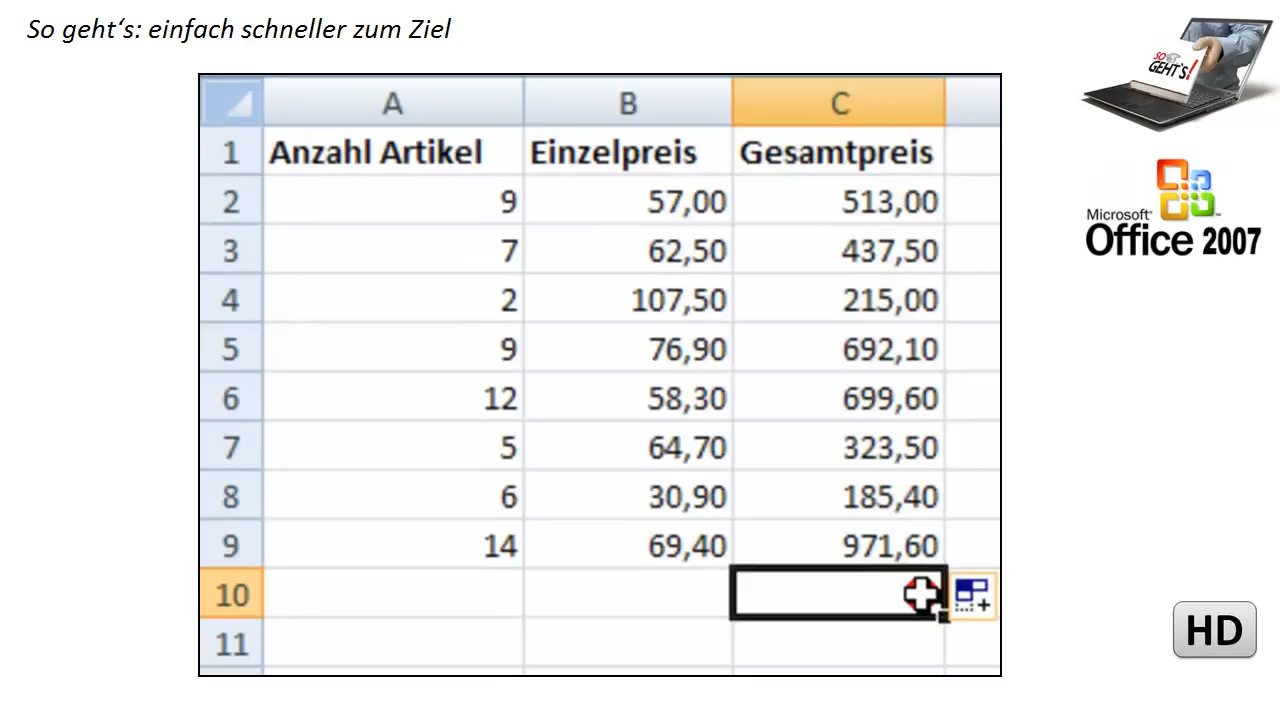 So geht‘s: einfach schneller zum Ziel
SO
GEHT'S!
Microsoft
Office 2007
A B C
1 Anzahl Artikel Einzelpreis Gesamtpreis
2 9 57,00 513,00
3 7 62,50 437,50
4 2 107,50 215,00
5 9 76,90 692,10
6 12 58,30 699,60
7 5 64,70 323,50
8 6 30,90 185,40
9 14 69,40 971,60
10
11
HD